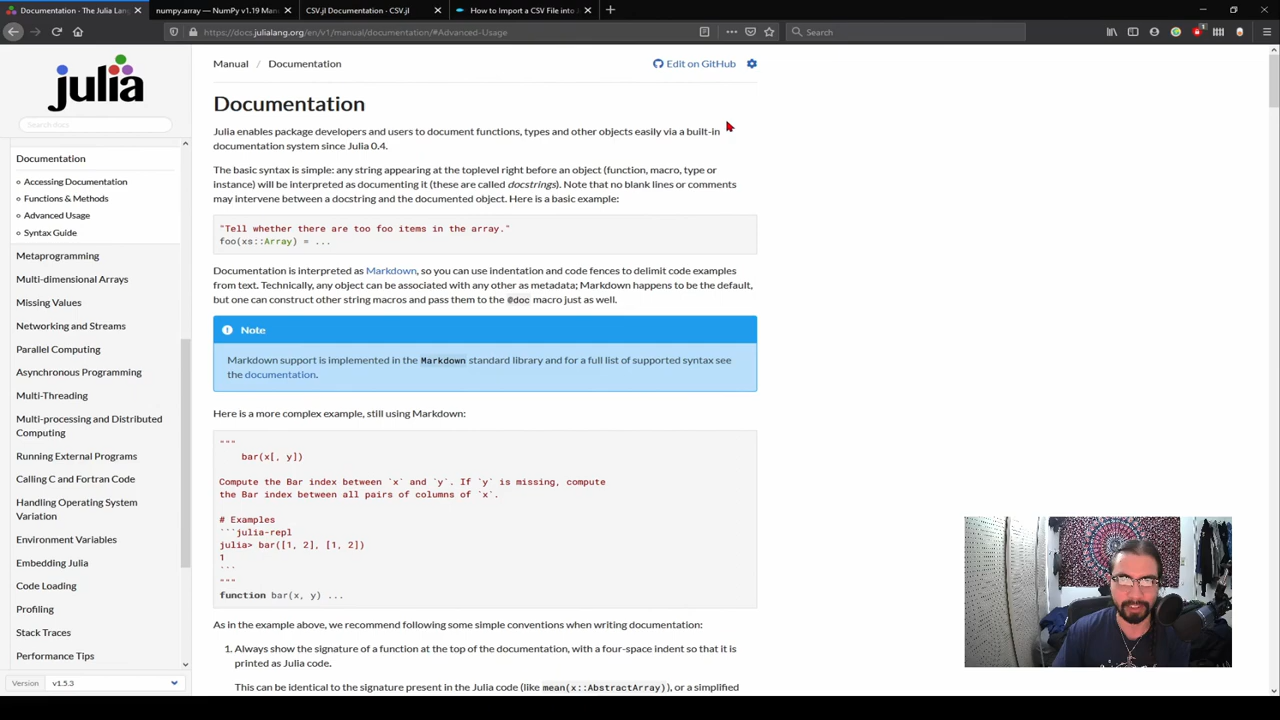 Documentation · The Julia Lang
numpy.array — NumPy v1.19 Man
CSV.jl Documentation · CSV.jl
How to Import a CSV File into J
https://docs.julialang.org/en/v1/manual/documentation/#Advanced-Usage
Search
julia
Search docs
Documentation
Accessing Documentation
Functions & Methods
Advanced Usage
Syntax Guide
Metaprogramming
Multi-dimensional Arrays
Missing Values
Networking and Streams
Parallel Computing
Asynchronous Programming
Multi-Threading
Multi-processing and Distributed
Computing
Running External Programs
Calling C and Fortran Code
Handling Operating System
Variation
Environment Variables
Embedding Julia
Code Loading
Profiling
Stack Traces
Performance Tips
Version v1.5.3
Manual / Documentation
Edit on GitHub
Documentation
Julia enables package developers and users to document functions, types and other objects easily via a built-in
documentation system since Julia 0.4.
The basic syntax is simple: any string appearing at the toplevel right before an object (function, macro, type or
instance) will be interpreted as documenting it (these are called docstrings). Note that no blank lines or comments
may intervene between a docstring and the documented object. Here is a basic example:
"Tell whether there are too foo items in the array."
foo(xs::Array) = ...
Documentation is interpreted as Markdown, so you can use indentation and code fences to delimit code examples
from text. Technically, any object can be associated with any other as metadata; Markdown happens to be the default,
but one can construct other string macros and pass them to the @doc macro just as well.
Note
Markdown support is implemented in the Markdown standard library and for a full list of supported syntax see
the documentation.
Here is a more complex example, still using Markdown:
"""
bar(x[, y])
Compute the Bar index between `x` and `y`. If `y` is missing, compute
the Bar index between all pairs of columns of `x`.
# Examples
```julia-repl
julia> bar([1, 2], [1, 2])
1
```
"""
function bar(x, y) ...
As in the example above, we recommend following some simple conventions when writing documentation:
1. Always show the signature of a function at the top of the documentation, with a four-space indent so that it is
printed as Julia code.
This can be identical to the signature present in the Julia code (like mean(x::AbstractArray)), or a simplified